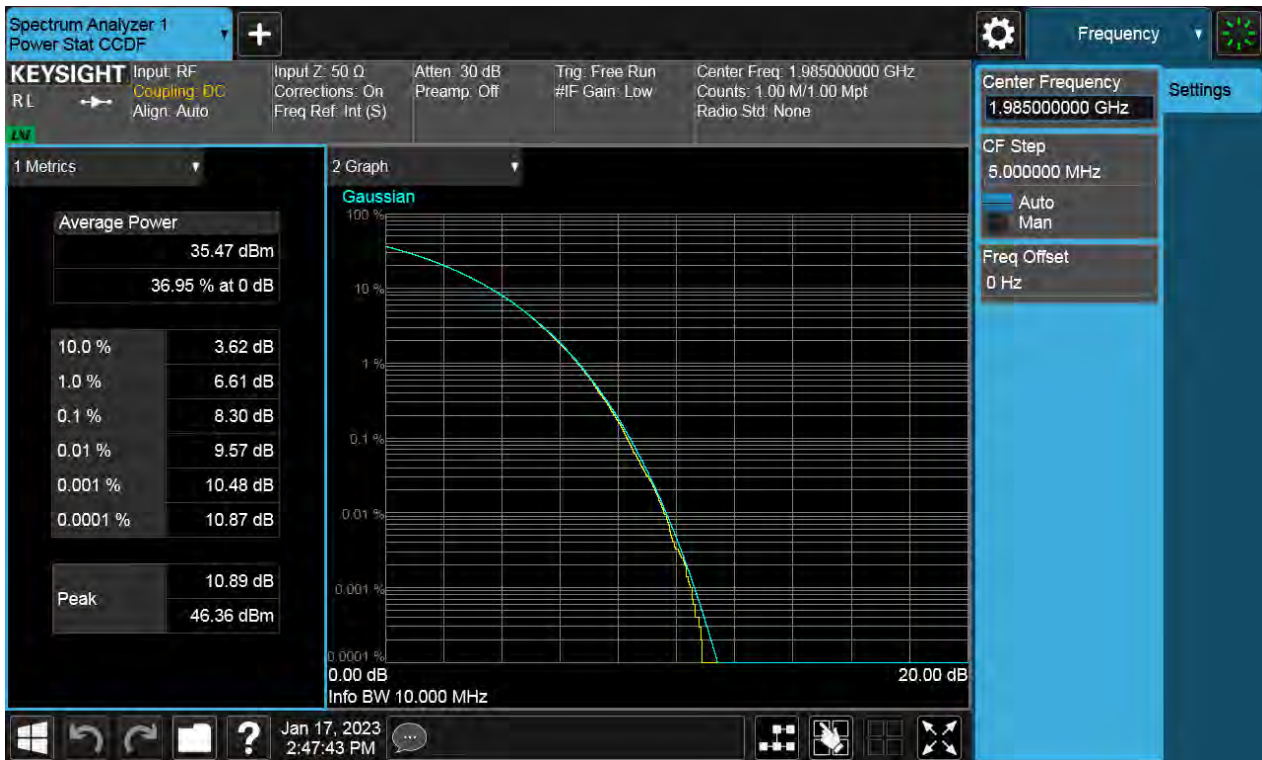 Spectrum Analyzer 1
Power Stat CCDF
+
Frequency
KEYSIGHT
R L
LXI
Input: RF
Coupling: DC
Align: Auto
Input Z: 50 Ω
Corrections: On
Freq Ref: Int (S)
Atten: 30 dB
Preamp: Off
Trig: Free Run
#IF Gain: Low
Center Freq: 1.985000000 GHz
Counts: 1.00 M/1.00 Mpt
Radio Std: None
Center Frequency
1.985000000 GHz
Settings
CF Step
5.000000 MHz
Auto
Man
Freq Offset
0 Hz
1 Metrics
Average Power
35.47 dBm
36.95 % at 0 dB
10.0 % 3.62 dB
1.0 % 6.61 dB
0.1 % 8.30 dB
0.01 % 9.57 dB
0.001 % 10.48 dB
0.0001 % 10.87 dB
Peak
10.89 dB
46.36 dBm
2 Graph
Gaussian
100 %
10 %
1 %
0.1 %
0.01 %
0.001 %
0.0001 %
0.00 dB 20.00 dB
Info BW 10.000 MHz
?
Jan 17, 2023
2:47:43 PM